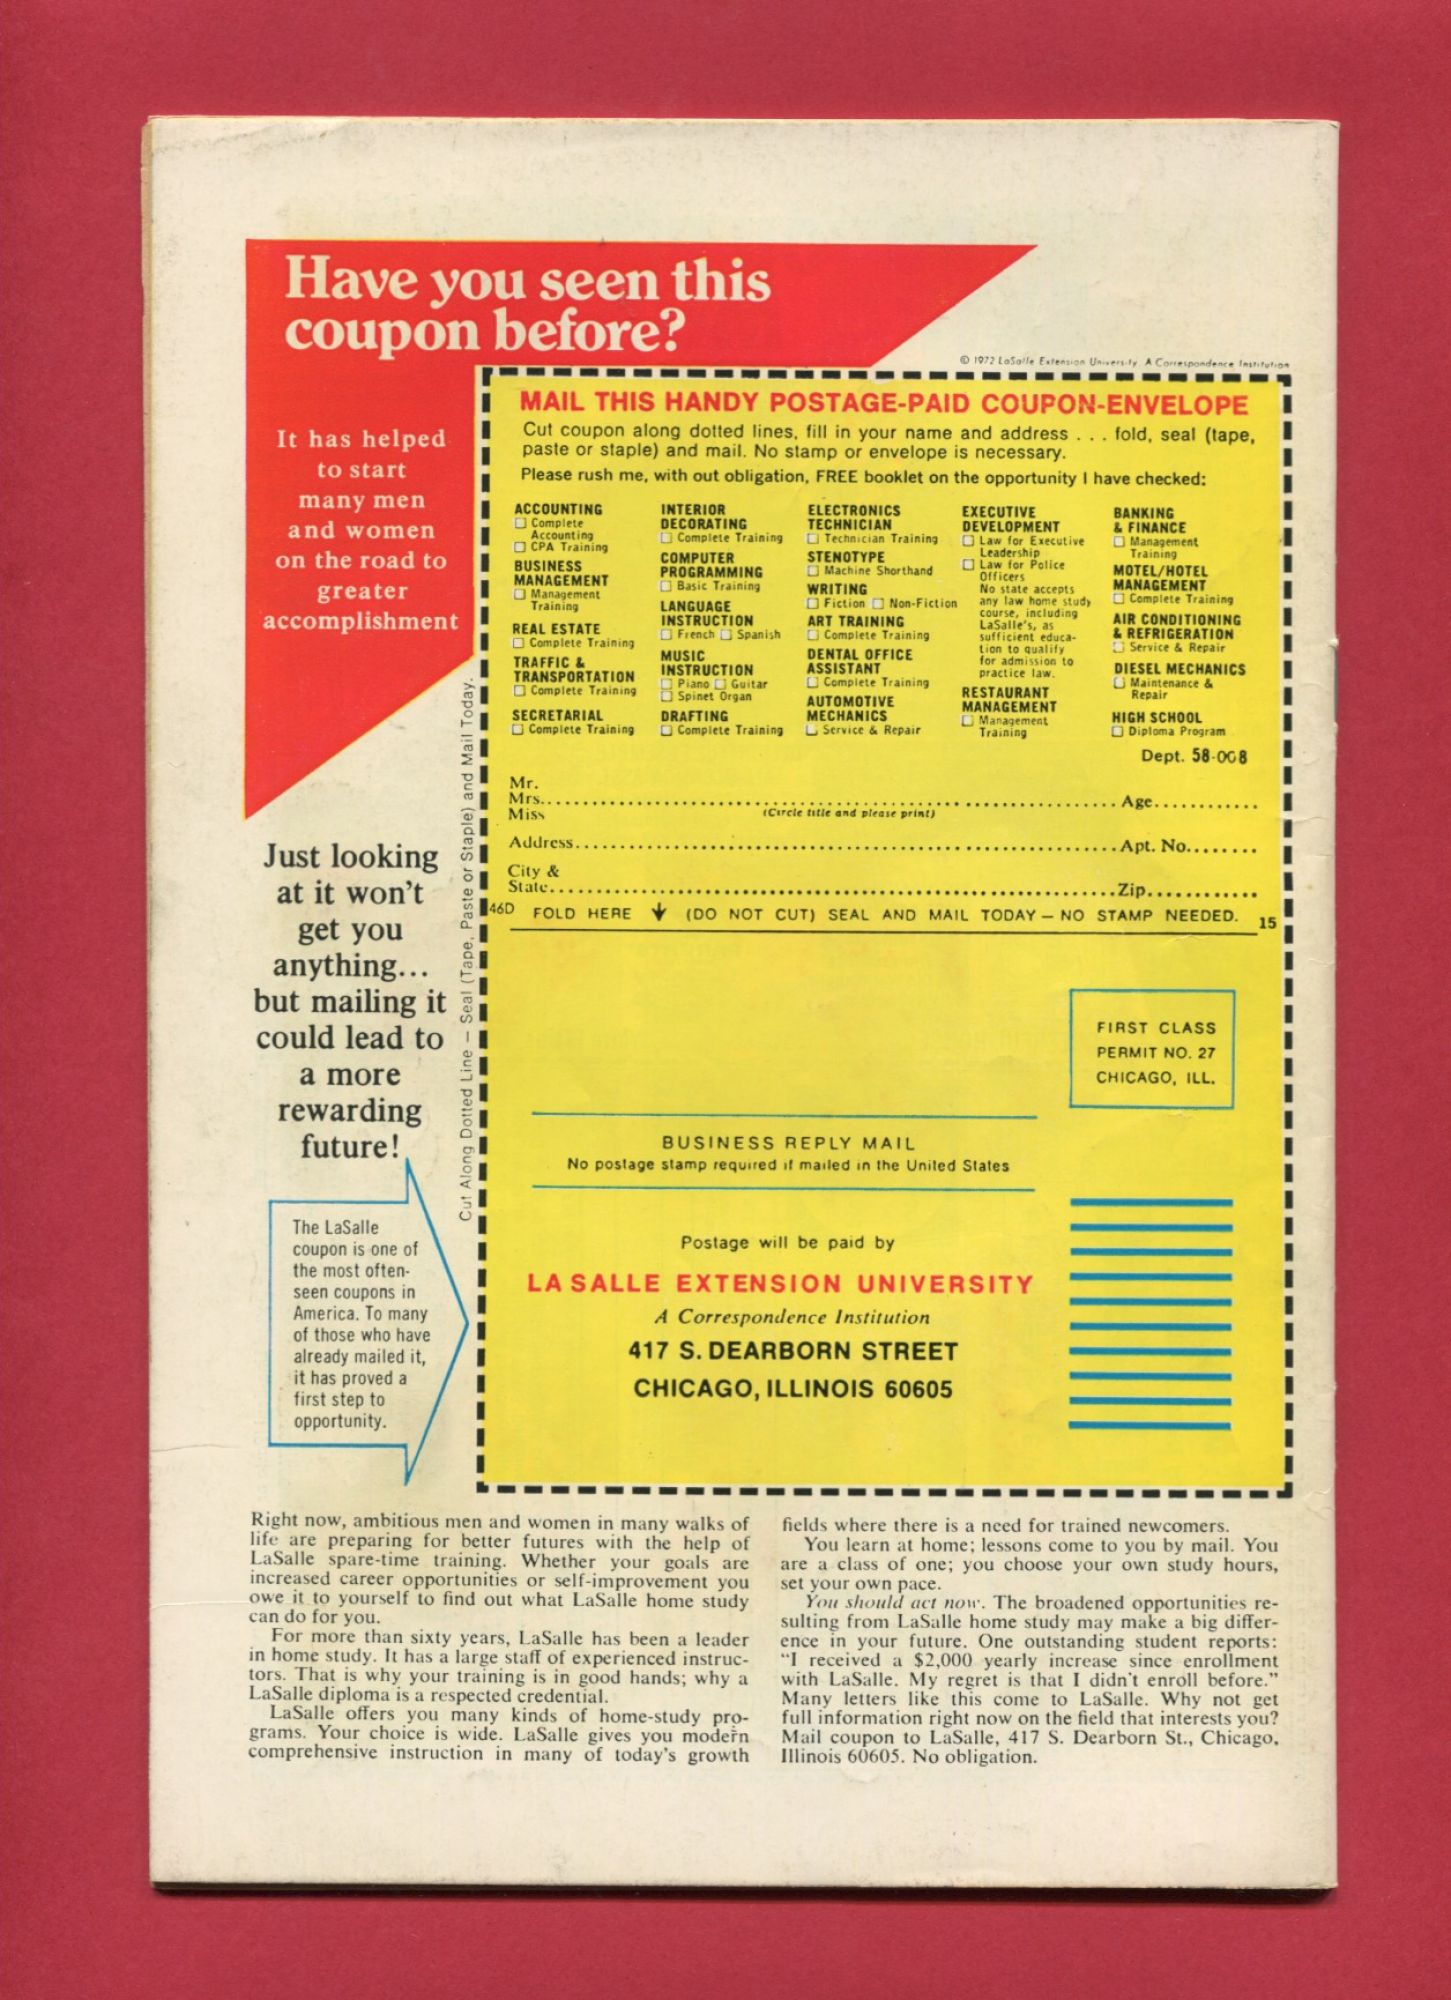 Have you seen this
coupon before?
It has helped
to start
many men
and women
on the road to
greater
accomplishment
© 1972 LaSalle Extension University. A Correspondence Institution
MAIL THIS HANDY POSTAGE-PAID COUPON-ENVELOPE
Cut coupon along dotted lines, fill in your name and address . . . fold, seal (tape,
paste or staple) and mail. No stamp or envelope is necessary.
Please rush me, with out obligation, FREE booklet on the opportunity I have checked:
ACCOUNTING
☐ Complete
Accounting
☐ CPA Training
BUSINESS
MANAGEMENT
☐ Management
Training
REAL ESTATE
☐ Complete Training
TRAFFIC &
TRANSPORTATION
☐ Complete Training
SECRETARIAL
☐ Complete Training
INTERIOR
DECORATING
☐ Complete Training
COMPUTER
PROGRAMMING
☐ Basic Training
LANGUAGE
INSTRUCTION
☐ French ☐ Spanish
MUSIC
INSTRUCTION
☐ Piano ☐ Guitar
☐ Spinet Organ
DRAFTING
☐ Complete Training
ELECTRONICS
TECHNICIAN
☐ Technician Training
STENOTYPE
☐ Machine Shorthand
WRITING
☐ Fiction ☐ Non-Fiction
ART TRAINING
☐ Complete Training
DENTAL OFFICE
ASSISTANT
☐ Complete Training
AUTOMOTIVE
MECHANICS
☐ Service & Repair
EXECUTIVE
DEVELOPMENT
☐ Law for Executive
Leadership
☐ Law for Police
Officers
No state accepts
any law home study
course, including
LaSalle's, as
sufficient educa-
tion to qualify
for admission to
practice law.
RESTAURANT
MANAGEMENT
☐ Management
Training
BANKING
& FINANCE
☐ Management
Training
MOTEL/HOTEL
MANAGEMENT
☐ Complete Training
AIR CONDITIONING
& REFRIGERATION
☐ Service & Repair
DIESEL MECHANICS
☐ Maintenance &
Repair
HIGH SCHOOL
☐ Diploma Program
Dept. 58-008
Mr.
Mrs. Age
Miss (Circle title and please print)
Address Apt. No.
City &
State Zip
46D FOLD HERE ↓ (DO NOT CUT) SEAL AND MAIL TODAY — NO STAMP NEEDED. 15
Cut Along Dotted Line — Seal (Tape, Paste or Staple) and Mail Today.
Just looking
at it won't
get you
anything...
but mailing it
could lead to
a more
rewarding
future!
The LaSalle
coupon is one of
the most often-
seen coupons in
America. To many
of those who have
already mailed it,
it has proved a
first step to
opportunity.
FIRST CLASS
PERMIT NO. 27
CHICAGO, ILL.
BUSINESS REPLY MAIL
No postage stamp required if mailed in the United States
Postage will be paid by
LA SALLE EXTENSION UNIVERSITY
A Correspondence Institution
417 S. DEARBORN STREET
CHICAGO, ILLINOIS 60605
Right now, ambitious men and women in many walks of
life are preparing for better futures with the help of
LaSalle spare-time training. Whether your goals are
increased career opportunities or self-improvement you
owe it to yourself to find out what LaSalle home study
can do for you.
For more than sixty years, LaSalle has been a leader
in home study. It has a large staff of experienced instruc-
tors. That is why your training is in good hands; why a
LaSalle diploma is a respected credential.
LaSalle offers you many kinds of home-study pro-
grams. Your choice is wide. LaSalle gives you modern
comprehensive instruction in many of today's growth
fields where there is a need for trained newcomers.
You learn at home; lessons come to you by mail. You
are a class of one; you choose your own study hours,
set your own pace.
You should act now. The broadened opportunities re-
sulting from LaSalle home study may make a big differ-
ence in your future. One outstanding student reports:
"I received a $2,000 yearly increase since enrollment
with LaSalle. My regret is that I didn't enroll before."
Many letters like this come to LaSalle. Why not get
full information right now on the field that interests you?
Mail coupon to LaSalle, 417 S. Dearborn St., Chicago,
Illinois 60605. No obligation.